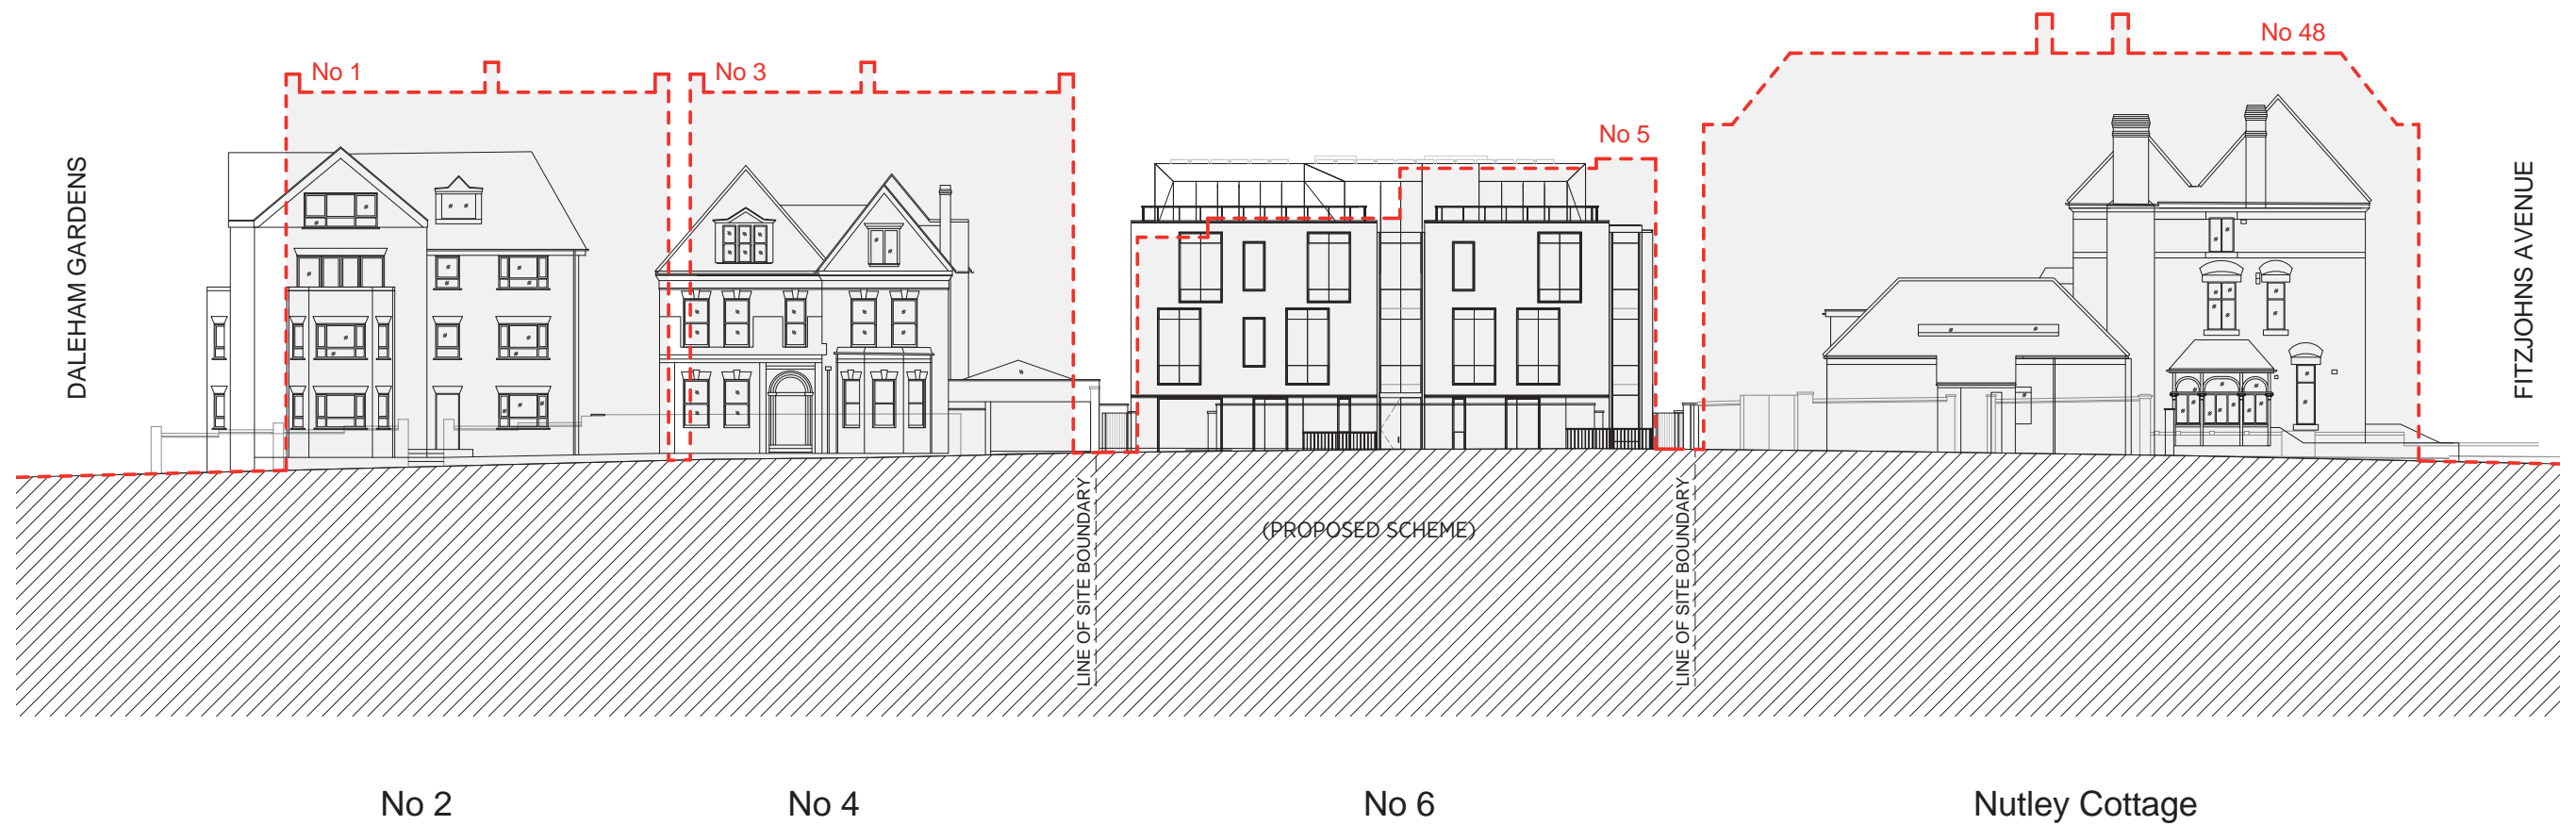 No 48
No 1
No 3
No 5
DALEHAM GARDENS
FITZJOHNS AVENUE
LINE OF SITE BOUNDARY
(PROPOSED SCHEME)
LINE OF SITE BOUNDARY
No 2
No 4
No 6
Nutley Cottage